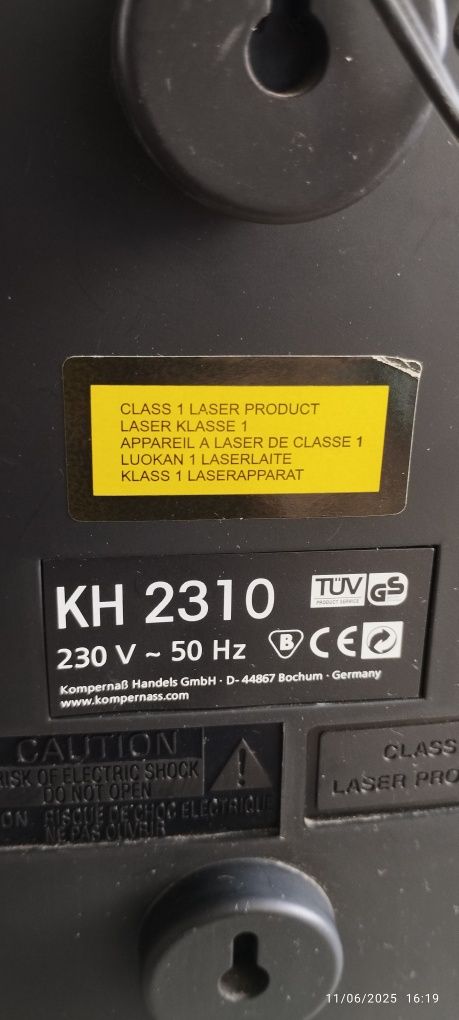 CLASS 1 LASER PRODUCT
LASER KLASSE 1
APPAREIL A LASER DE CLASSE 1
LUOKAN 1 LASERLAITE
KLASS 1 LASERAPPARAT
KH 2310
TÜV
PRODUCT SERVICE
GS
230 V ~ 50 Hz
B CE
Kompernaß Handels GmbH · D- 44867 Bochum · Germany
www.kompernass.com
CAUTION
RISK OF ELECTRIC SHOCK
DO NOT OPEN
RISQUE DE CHOC ELECTRIQUE
NE PAS OUVRIR
CLASS
LASER PRO
11/06/2025 16:19